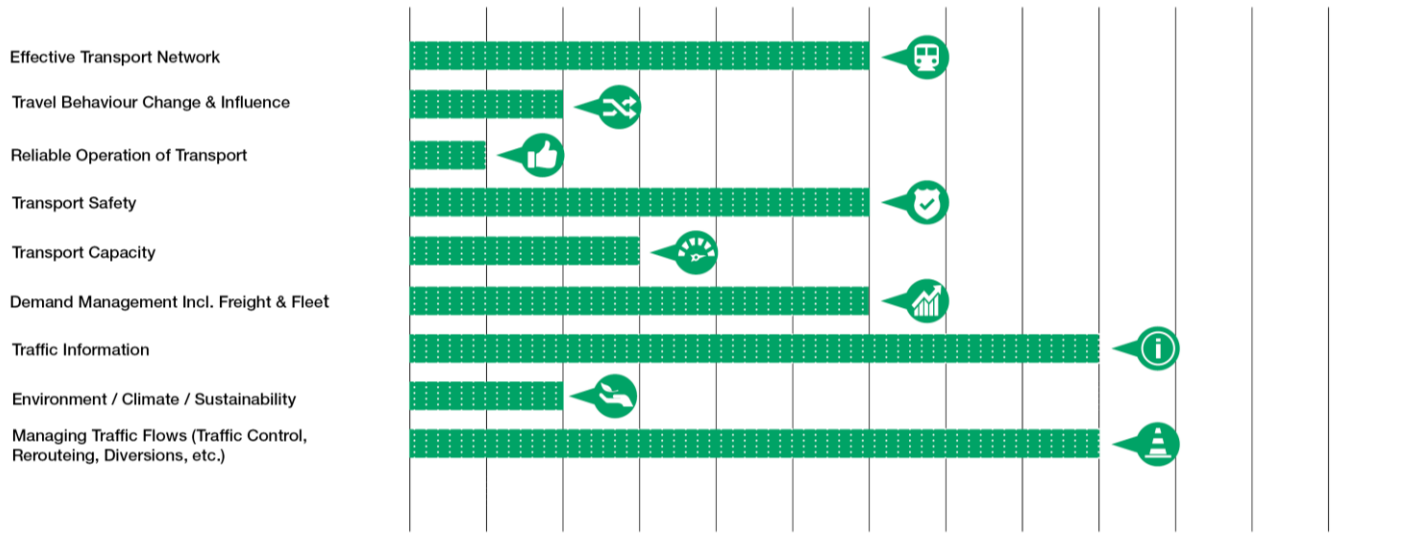 Effective Transport Network
Travel Behaviour Change & Influence
Reliable Operation of Transport
Transport Safety
Transport Capacity
Demand Management Incl. Freight & Fleet
Traffic Information
Environment / Climate / Sustainability
Managing Traffic Flows (Traffic Control,
Rerouteing, Diversions, etc.)